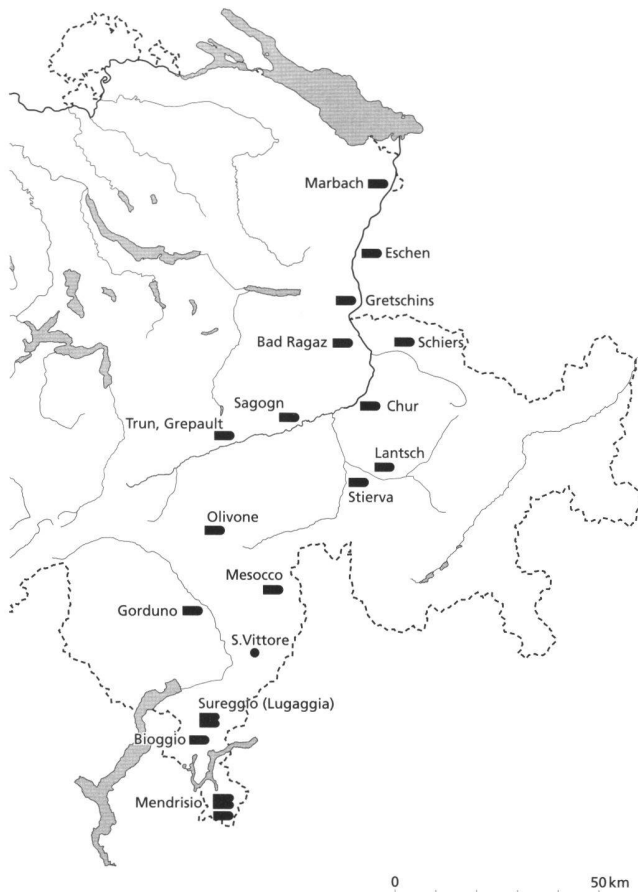 Marbach
Eschen
Gretschins
Bad Ragaz
Schiers
Sagogn
Chur
Trun, Grepault
Lantsch
Stierva
Olivone
Mesocco
Gorduno
S.Vittore
Sureggio (Lugaggia)
Bioggio
Mendrisio
0 50 km